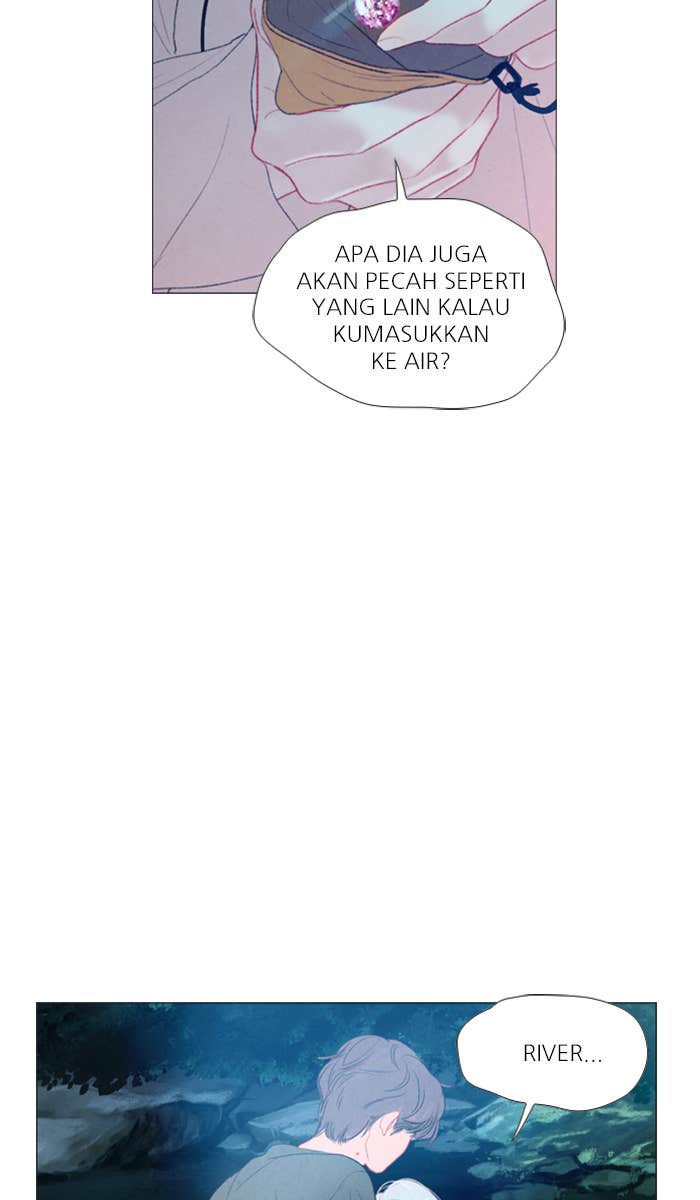 APA DIA JUGA
AKAN PECAH SEPERTI
YANG LAIN KALAU
KUMASUKKAN
KE AIR?
RIVER...